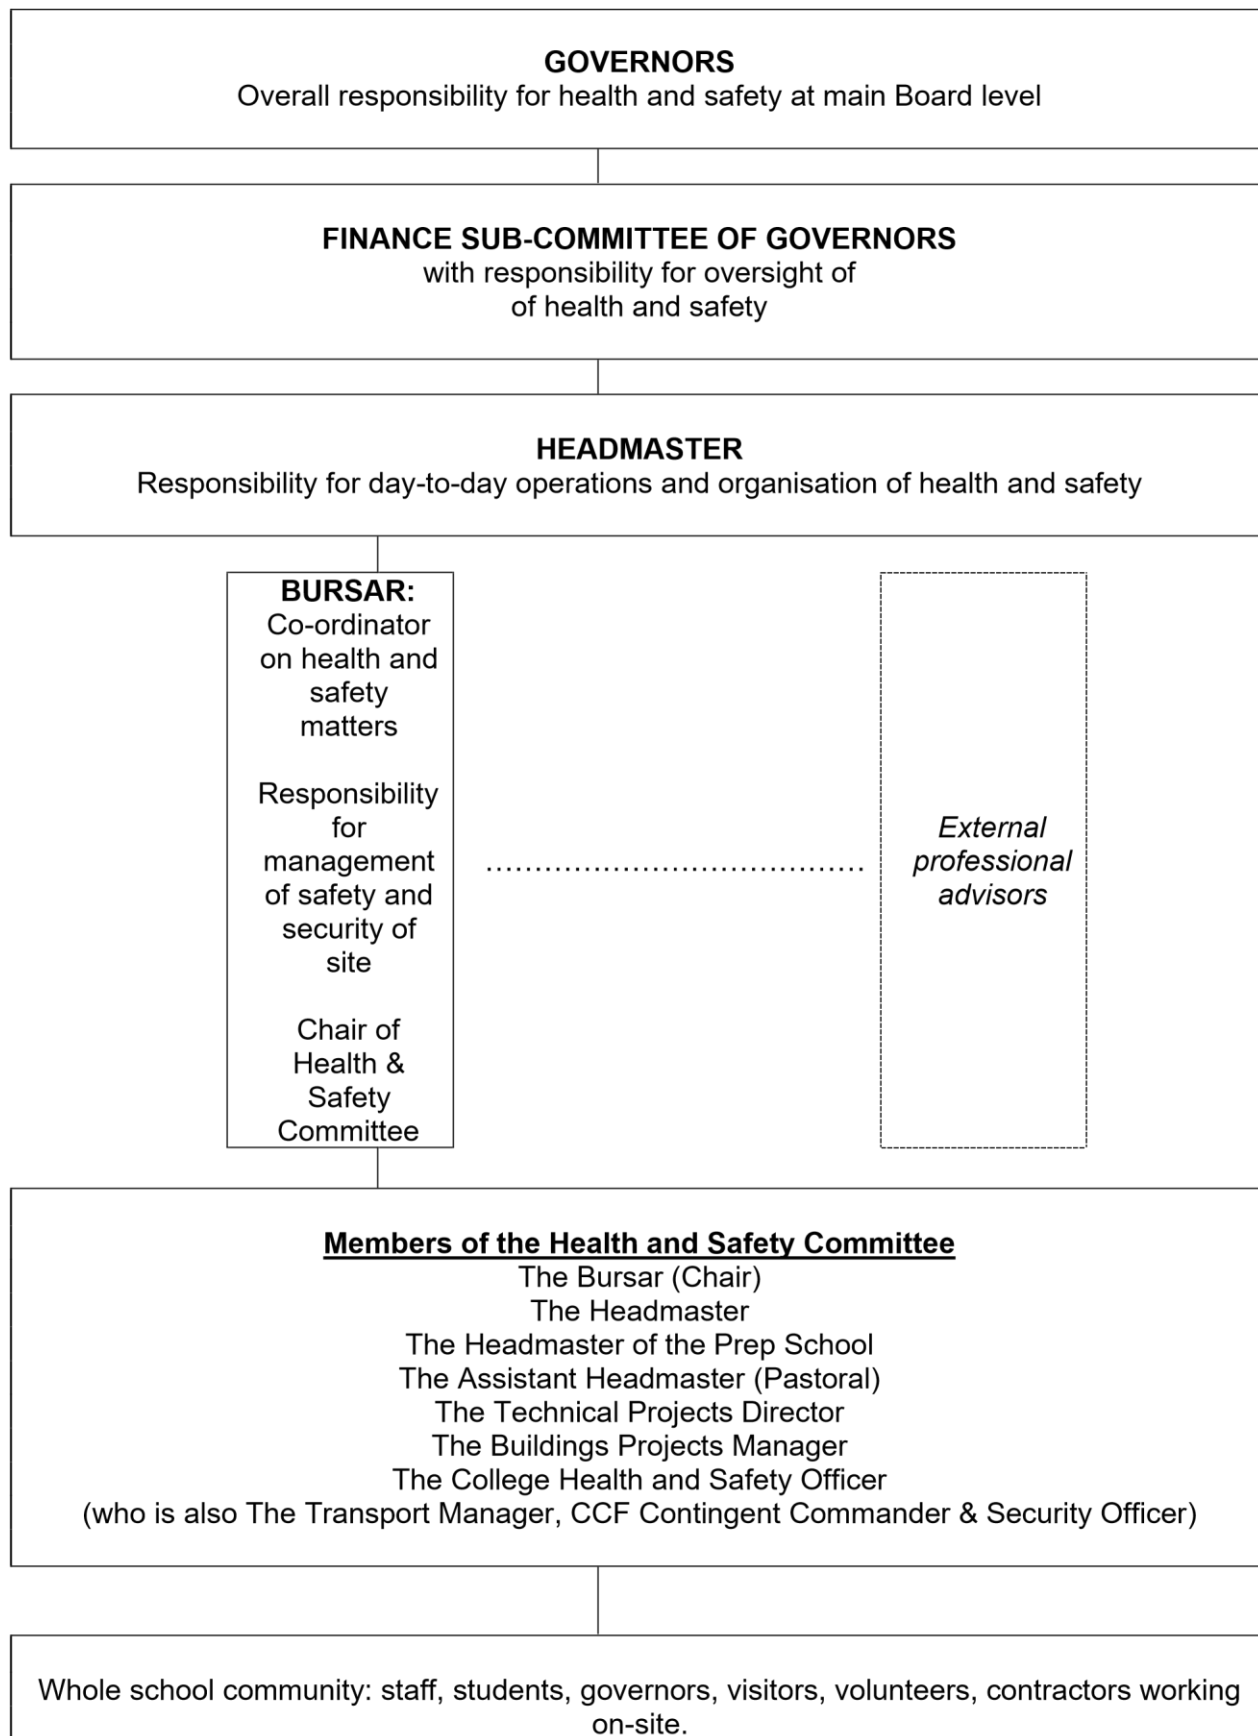 GOVERNORS
Overall responsibility for health and safety at main Board level
FINANCE SUB-COMMITTEE OF GOVERNORS
with responsibility for oversight of
of health and safety
HEADMASTER
Responsibility for day-to-day operations and organisation of health and safety
BURSAR:
Co-ordinator
on health and
safety
matters
Responsibility
for
management
of safety and
security of
site
Chair of
Health &
Safety
Committee
.......................................
External
professional
advisors
Members of the Health and Safety Committee
The Bursar (Chair)
The Headmaster
The Headmaster of the Prep School
The Assistant Headmaster (Pastoral)
The Technical Projects Director
The Buildings Projects Manager
The College Health and Safety Officer
(who is also The Transport Manager, CCF Contingent Commander & Security Officer)
Whole school community: staff, students, governors, visitors, volunteers, contractors working
on-site.